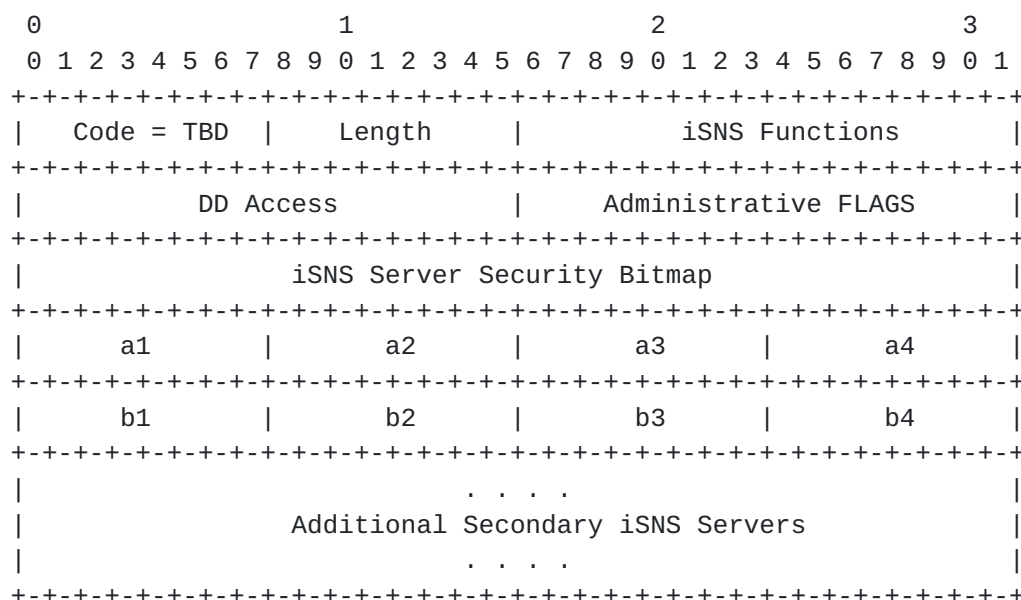 0                   1                   2                   3
 0 1 2 3 4 5 6 7 8 9 0 1 2 3 4 5 6 7 8 9 0 1 2 3 4 5 6 7 8 9 0 1
+-+-+-+-+-+-+-+-+-+-+-+-+-+-+-+-+-+-+-+-+-+-+-+-+-+-+-+-+-+-+-+-+
|   Code = TBD  |    Length     |          iSNS Functions       |
+-+-+-+-+-+-+-+-+-+-+-+-+-+-+-+-+-+-+-+-+-+-+-+-+-+-+-+-+-+-+-+-+
|           DD Access           |     Administrative FLAGS      |
+-+-+-+-+-+-+-+-+-+-+-+-+-+-+-+-+-+-+-+-+-+-+-+-+-+-+-+-+-+-+-+-+
|                 iSNS Server Security Bitmap                   |
+-+-+-+-+-+-+-+-+-+-+-+-+-+-+-+-+-+-+-+-+-+-+-+-+-+-+-+-+-+-+-+-+
|      a1       |       a2      |       a3      |       a4      |
+-+-+-+-+-+-+-+-+-+-+-+-+-+-+-+-+-+-+-+-+-+-+-+-+-+-+-+-+-+-+-+-+
|      b1       |       b2      |       b3      |       b4      |
+-+-+-+-+-+-+-+-+-+-+-+-+-+-+-+-+-+-+-+-+-+-+-+-+-+-+-+-+-+-+-+-+
|                            . . . .                            |
|                 Additional Secondary iSNS Servers             |
|                            . . . .                            |
+-+-+-+-+-+-+-+-+-+-+-+-+-+-+-+-+-+-+-+-+-+-+-+-+-+-+-+-+-+-+-+-+